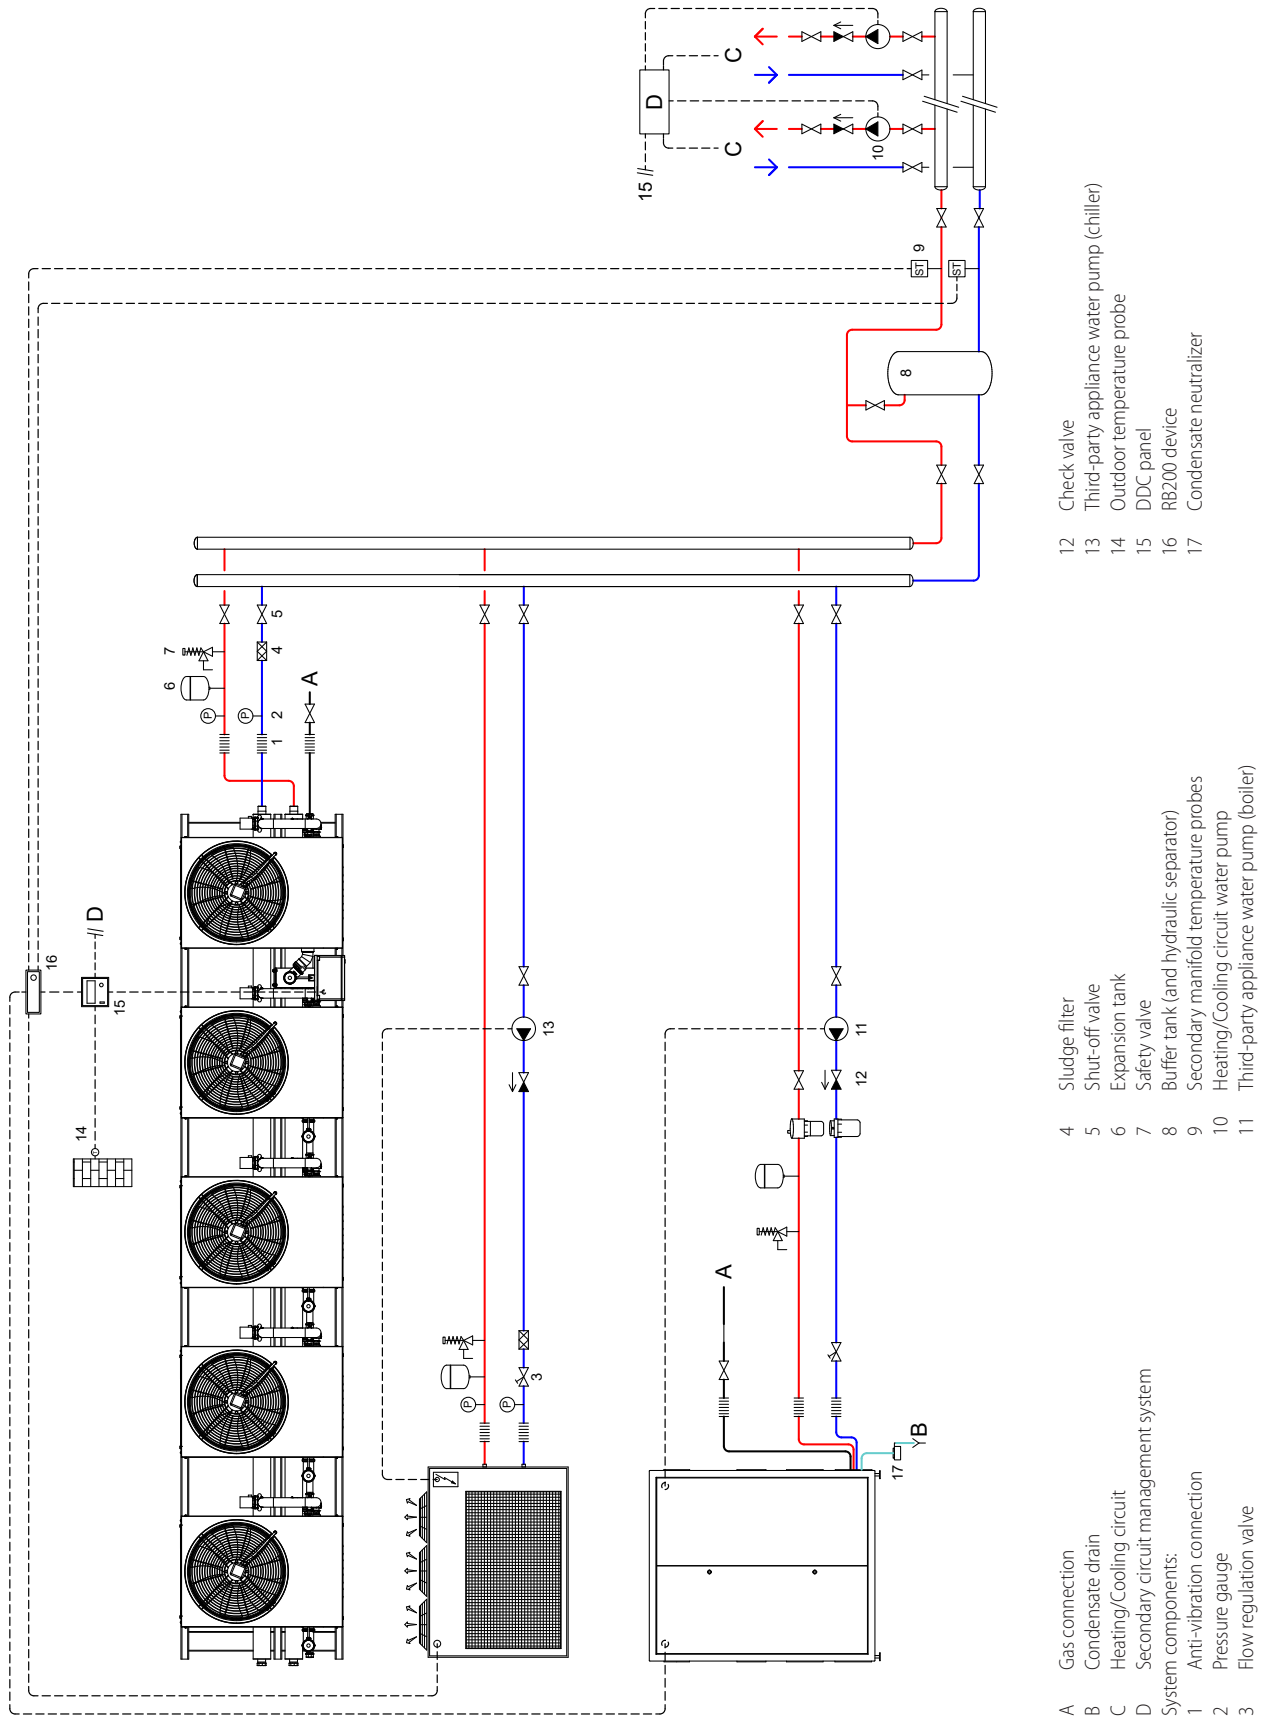 A Gas connection
B Condensate drain
C Heating/Cooling circuit
D Secondary circuit management system
System components:
1 Anti-vibration connection
2 Pressure gauge
3 Flow regulation valve
4 Sludge filter
5 Shut-off valve
6 Expansion tank
7 Safety valve
8 Buffer tank (and hydraulic separator)
9 Secondary manifold temperature probes
10 Heating/Cooling circuit water pump
11 Third-party appliance water pump (boiler)
12 Check valve
13 Third-party appliance water pump (chiller)
14 Outdoor temperature probe
15 DDC panel
16 RB200 device
17 Condensate neutralizer
14
15
16
D
7
6
P
P
1
2
4
5
A
13
P
P
3
A
11
12
17
B
8
9
ST
ST
10
15
D
C
C